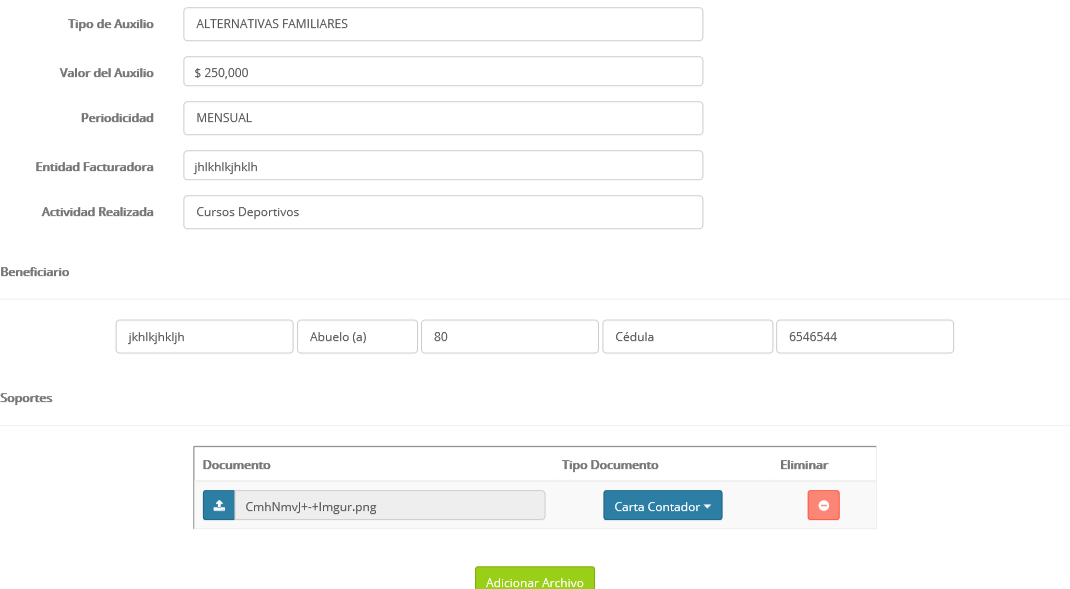 Tipo de Auxilio ALTERNATIVAS FAMILIARES
Valor del Auxilio $ 250,000
Periodicidad MENSUAL
Entidad Facturadora jhlkhlkjhklh
Actividad Realizada Cursos Deportivos
Beneficiario
jkhlkjhkljh Abuelo (a) 80 Cédula 6546544
Soportes
Documento Tipo Documento Eliminar
CmhNmvJ+-+Imgur.png Carta Contador
Adicionar Archivo